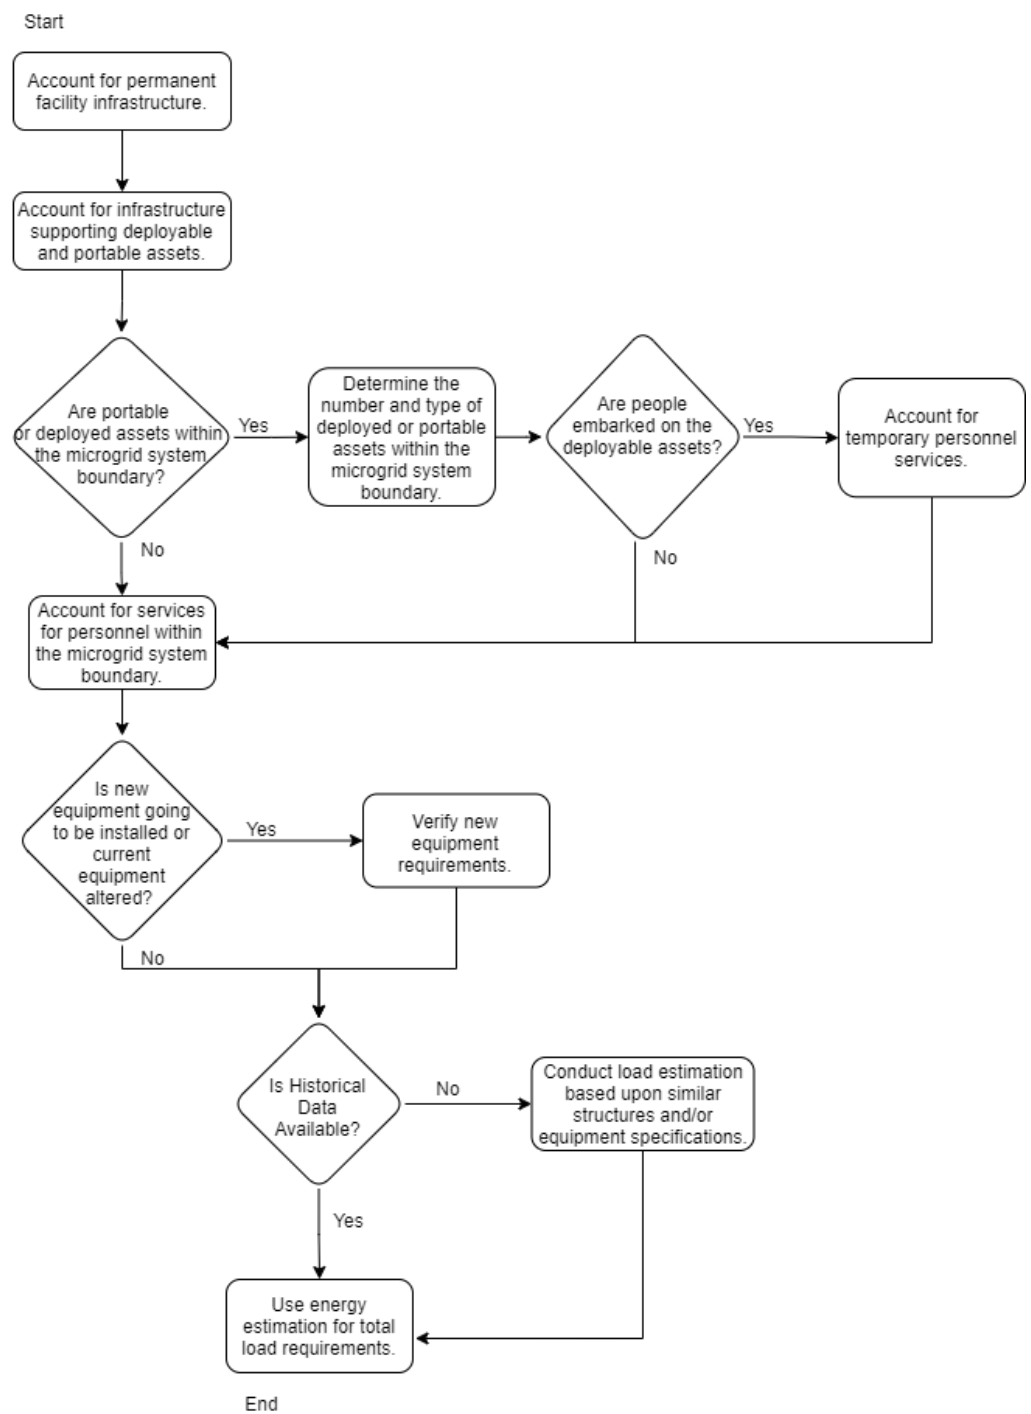 Start
Account for permanent
facility infrastructure.
Account for infrastructure
supporting deployable
and portable assets.
Are portable
or deployed assets within
the microgrid system
boundary?
Yes
Determine the
number and type of
deployed or portable
assets within the
microgrid system
boundary.
Are people
embarked on the
deployable assets?
Yes
Account for
temporary personnel
services.
No
No
Account for services
for personnel within
the microgrid system
boundary.
Is new
equipment going
to be installed or
current
equipment
altered?
Yes
Verify new
equipment
requirements.
No
Is Historical
Data
Available?
No
Conduct load estimation
based upon similar
structures and/or
equipment specifications.
Yes
Use energy
estimation for total
load requirements.
End